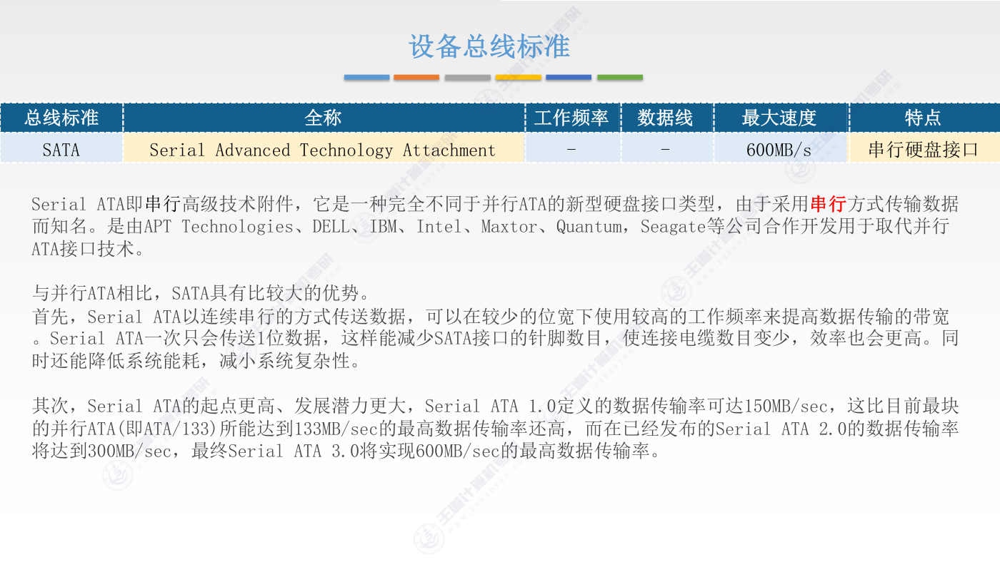 设备总线标准
总线标准 全称 工作频率 数据线 最大速度 特点
SATA Serial Advanced Technology Attachment - - 600MB/s 串行硬盘接口
Serial ATA即串行高级技术附件，它是一种完全不同于并行ATA的新型硬盘接口类型，由于采用串行方式传输数据
而知名。是由APT Technologies、DELL、IBM、Intel、Maxtor、Quantum，Seagate等公司合作开发用于取代并行
ATA接口技术。
与并行ATA相比，SATA具有比较大的优势。
首先，Serial ATA以连续串行的方式传送数据，可以在较少的位宽下使用较高的工作频率来提高数据传输的带宽
。Serial ATA一次只会传送1位数据，这样能减少SATA接口的针脚数目，使连接电缆数目变少，效率也会更高。同
时还能降低系统能耗，减小系统复杂性。
其次，Serial ATA的起点更高、发展潜力更大，Serial ATA 1.0定义的数据传输率可达150MB/sec，这比目前最块
的并行ATA(即ATA/133)所能达到133MB/sec的最高数据传输率还高，而在已经发布的Serial ATA 2.0的数据传输率
将达到300MB/sec，最终Serial ATA 3.0将实现600MB/sec的最高数据传输率。
王道计算机考研